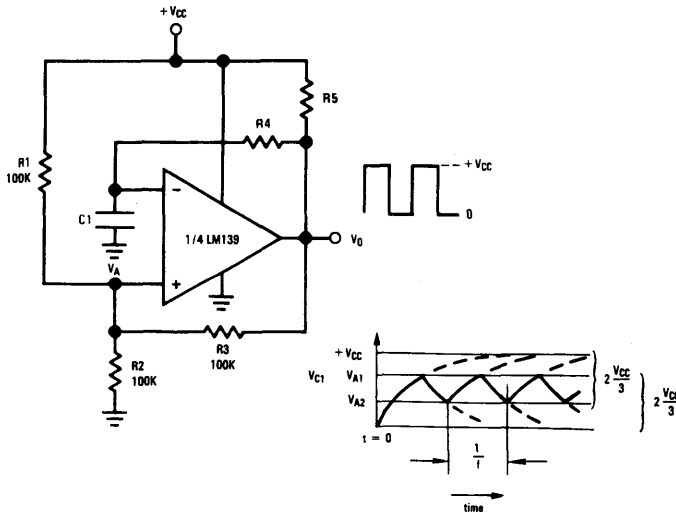 + VCC
R5
R4
R1
100K
C1
−
1/4 LM139
VA
+
R3
100K
R2
100K
VO
+ VCC
0
+VCC
VC1
VA1
VA2
t = 0
2 VCC/3
2 VCC/3
1/f
time